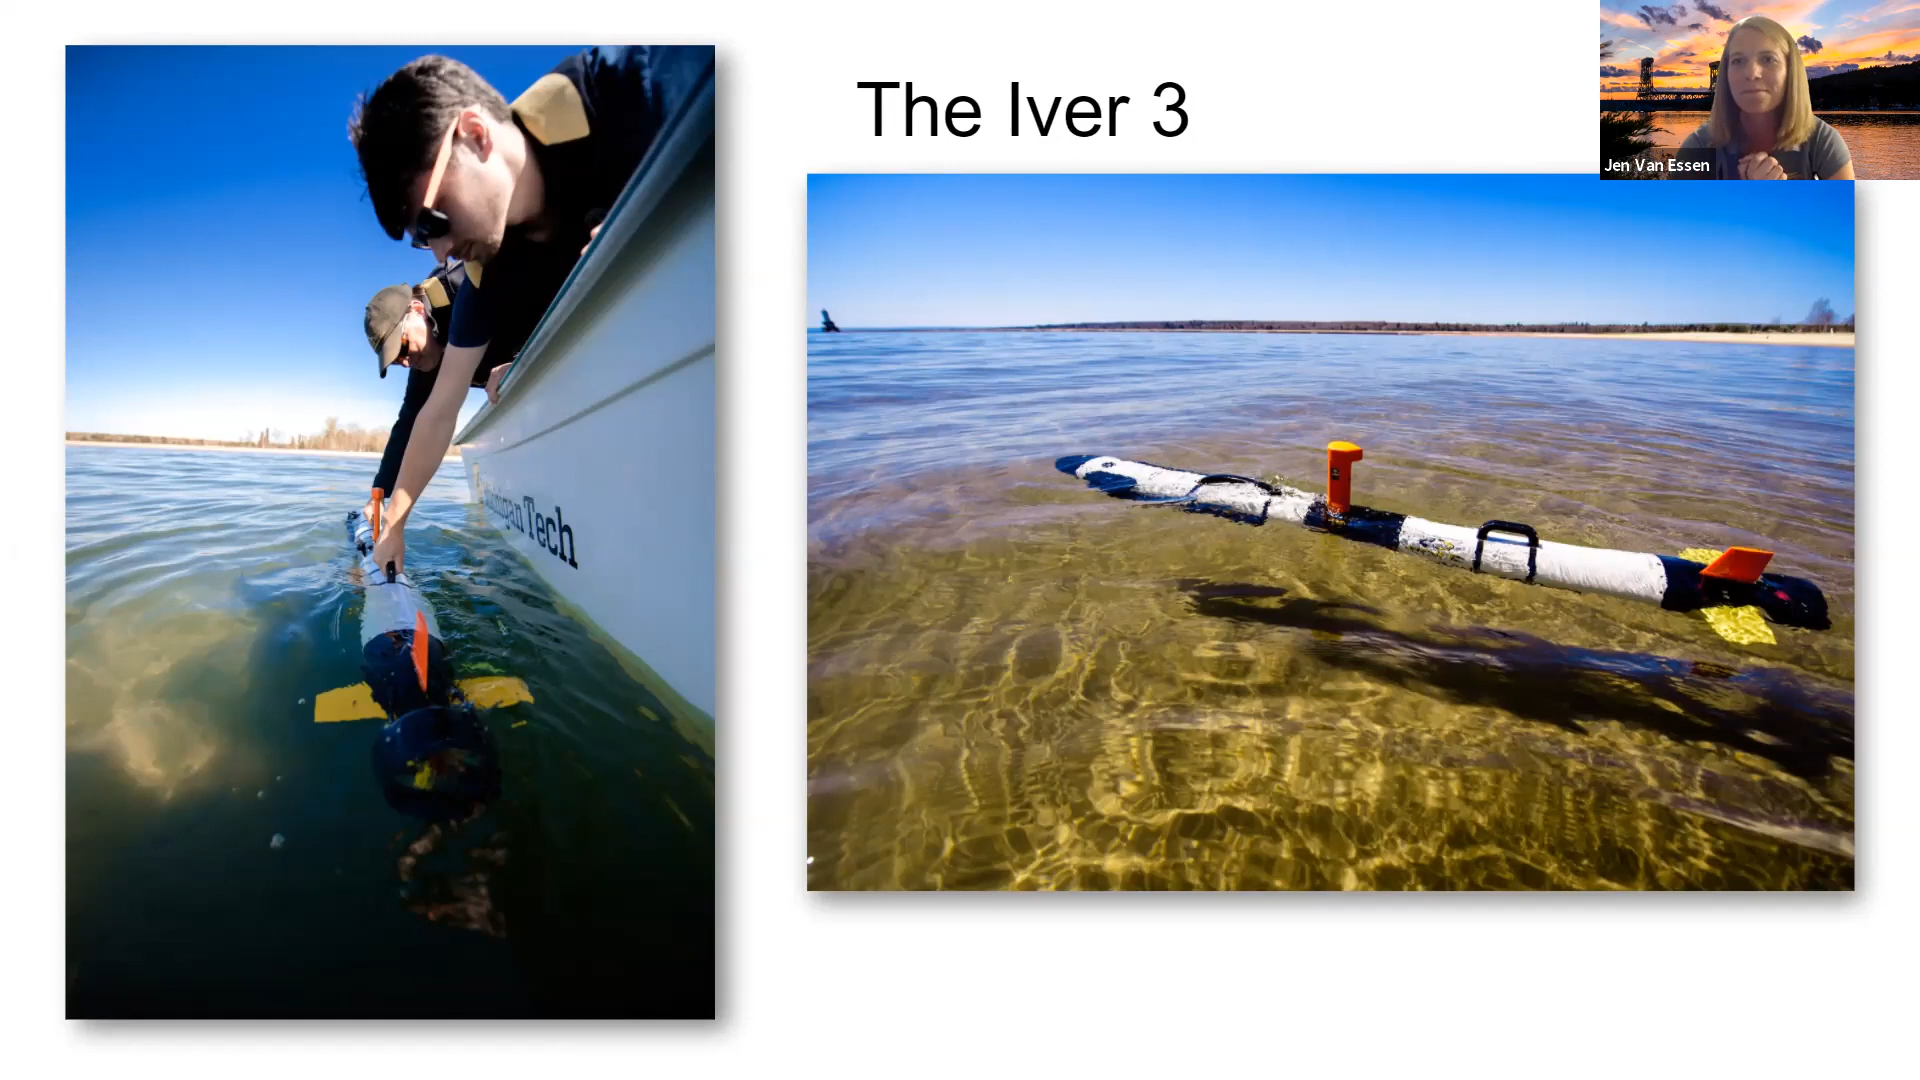 The Iver 3
Jen Van Essen
Tech